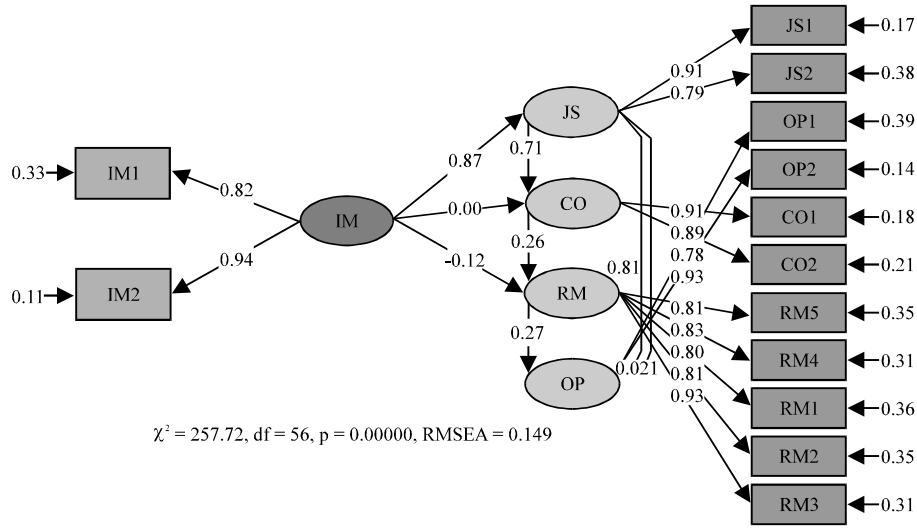 JS1
0.17
0.91
JS2
0.38
0.79
JS
OP1
0.39
0.71
0.87
0.33
IM1
0.82
OP2
0.14
IM
0.00
CO
0.91
CO1
0.18
0.89
0.26
0.78
0.94
-0.12
0.81
0.93
CO2
0.21
0.11
IM2
RM
0.81
RM5
0.35
0.27
0.83
0.80
RM4
0.31
0.021
0.81
OP
0.93
RM1
0.36
χ² = 257.72, df = 56, p = 0.00000, RMSEA = 0.149
RM2
0.35
RM3
0.31